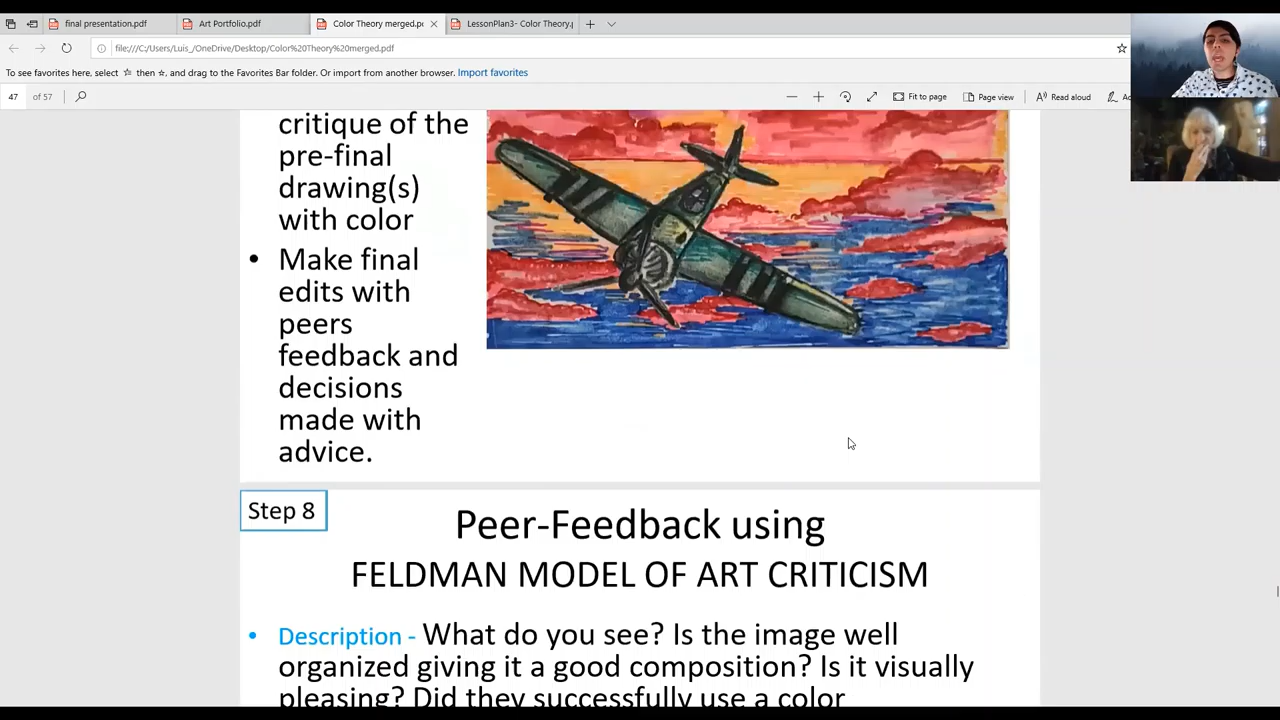 final presentation.pdf
Art Portfolio.pdf
Color Theory merged.pd
LessonPlan3- Color Theory.p
file:///C:/Users/Luis_/OneDrive/Desktop/Color%20Theory%20merged.pdf
To see favorites here, select then ☆, and drag to the Favorites Bar folder. Or import from another browser. Import favorites
47 of 57
Fit to page
Page view
Read aloud
critique of the
pre-final
drawing(s)
with color
• Make final
edits with
peers
feedback and
decisions
made with
advice.
Step 8
Peer-Feedback using
FELDMAN MODEL OF ART CRITICISM
• Description - What do you see? Is the image well
organized giving it a good composition? Is it visually
pleasing? Did they successfully use a color